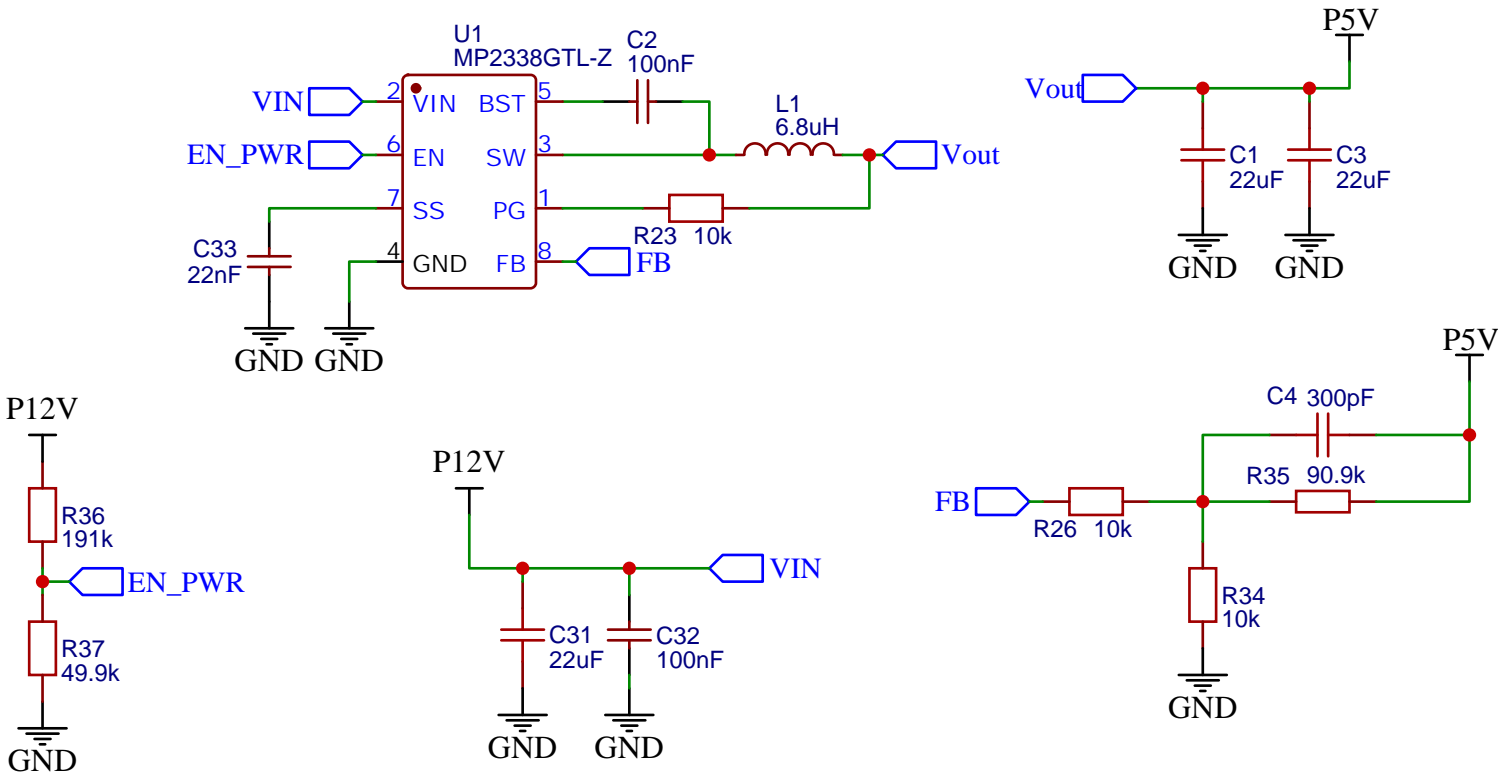 U1
MP2338GTL-Z
VIN
2
VIN
BST
5
C2
100nF
EN_PWR
6
EN
SW
3
L1
6.8uH
Vout
7
SS
PG
1
R23 10k
C33
22nF
4
GND
FB
8
FB
GND
GND
P5V
Vout
C1
22uF
C3
22uF
GND
GND
P12V
R36
191k
EN_PWR
R37
49.9k
GND
P12V
VIN
C31
22uF
C32
100nF
GND
GND
P5V
C4 300pF
R35 90.9k
FB
R26 10k
R34
10k
GND